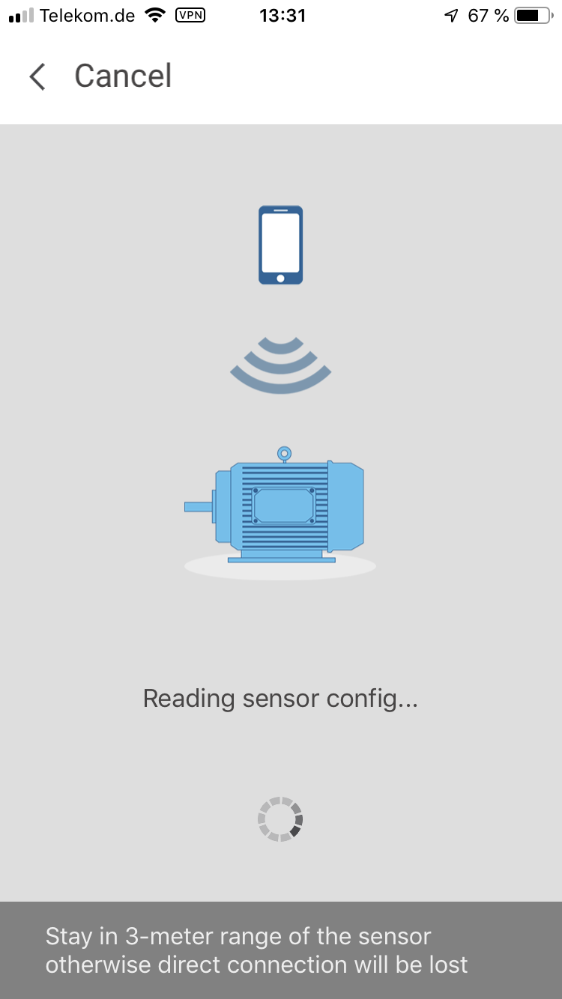 Telekom.de VPN 13:31 67 %
Cancel
Reading sensor config...
Stay in 3-meter range of the sensor
otherwise direct connection will be lost